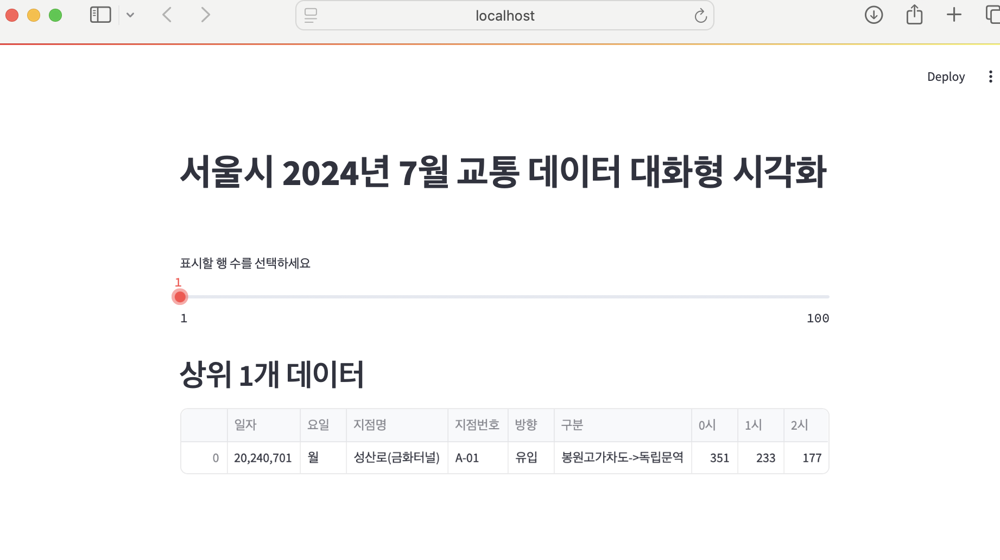 localhost
Deploy
서울시 2024년 7월 교통 데이터 대화형 시각화
표시할 행 수를 선택하세요
1
1 100
상위 1개 데이터
일자 요일 지점명 지점번호 방향 구분 0시 1시 2시
0 20,240,701 월 성산로(금화터널) A-01 유입 봉원고가차도->독립문역 351 233 177